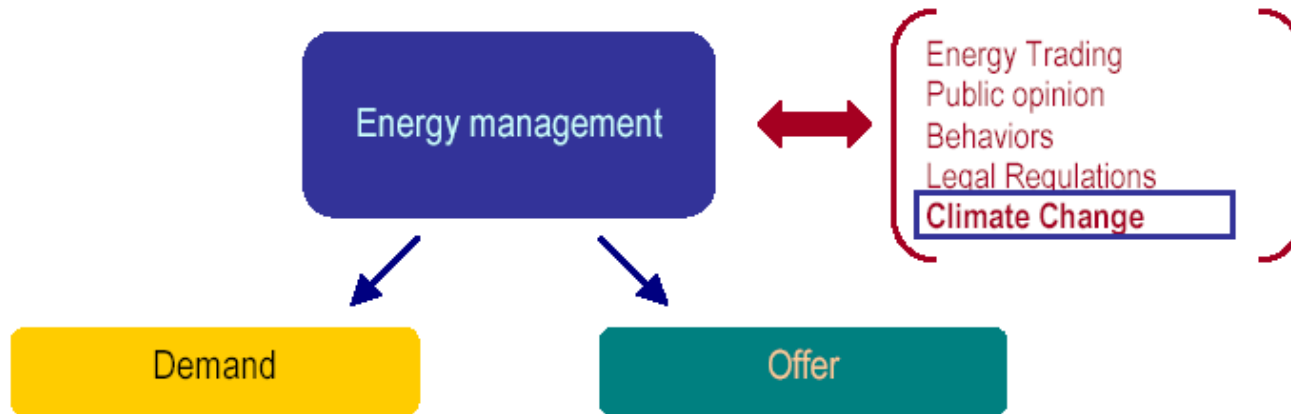 Energy management
Energy Trading
Public opinion
Behaviors
Legal Regulations
Climate Change
Demand
Offer